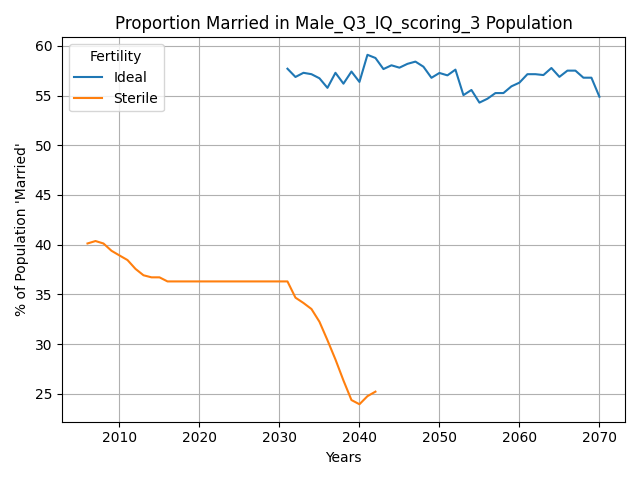 Proportion Married in Male_Q3_IQ_scoring_3 Population
Fertility
Ideal
Sterile
% of Population 'Married'
60
55
50
45
40
35
30
25
2010
2020
2030
2040
2050
2060
2070
Years